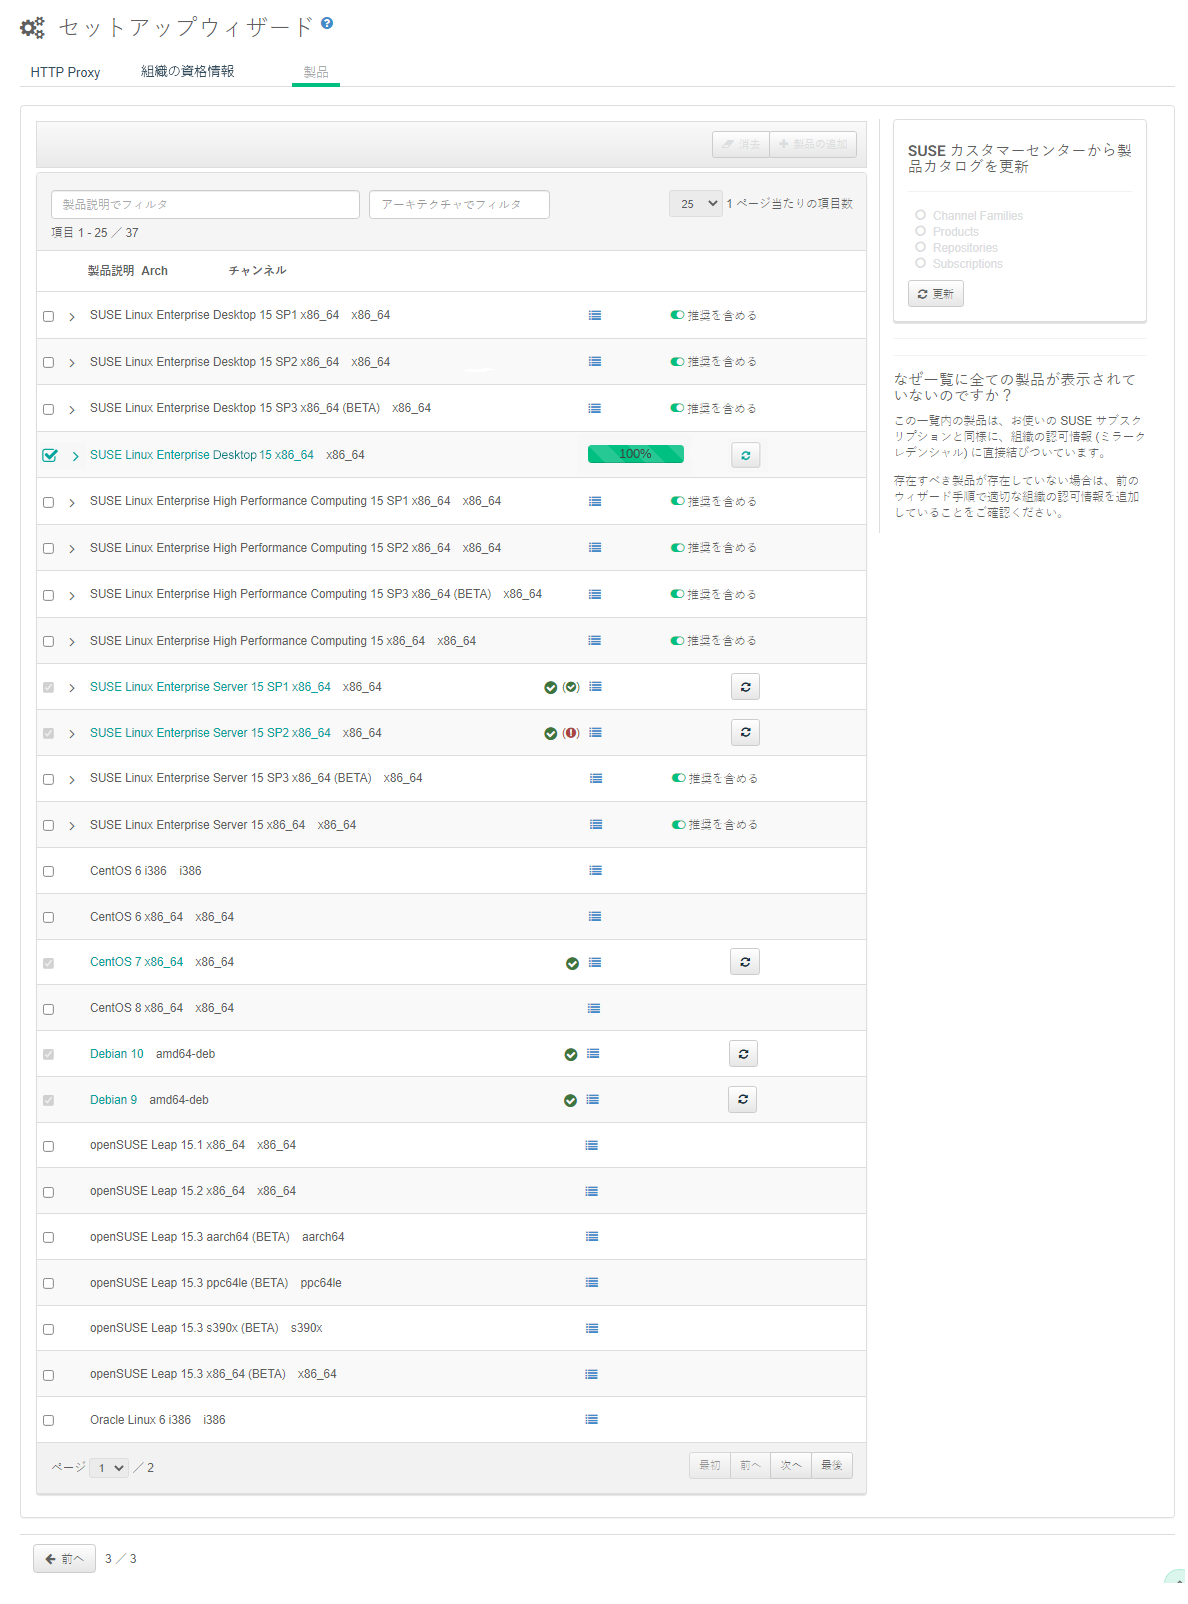 セットアップウィザード
HTTP Proxy 組織の資格情報 製品
消去 製品の追加
製品説明でフィルタ アーキテクチャでフィルタ 25 1 ページ当たりの項目数
項目 1 - 25 ／ 37
製品説明 Arch チャンネル
SUSE Linux Enterprise Desktop 15 SP1 x86_64 x86_64 推奨を含める
SUSE Linux Enterprise Desktop 15 SP2 x86_64 x86_64 推奨を含める
SUSE Linux Enterprise Desktop 15 SP3 x86_64 (BETA) x86_64 推奨を含める
SUSE Linux Enterprise Desktop 15 x86_64 x86_64 100%
SUSE Linux Enterprise High Performance Computing 15 SP1 x86_64 x86_64 推奨を含める
SUSE Linux Enterprise High Performance Computing 15 SP2 x86_64 x86_64 推奨を含める
SUSE Linux Enterprise High Performance Computing 15 SP3 x86_64 (BETA) x86_64 推奨を含める
SUSE Linux Enterprise High Performance Computing 15 x86_64 x86_64 推奨を含める
SUSE Linux Enterprise Server 15 SP1 x86_64 x86_64
SUSE Linux Enterprise Server 15 SP2 x86_64 x86_64
SUSE Linux Enterprise Server 15 SP3 x86_64 (BETA) x86_64 推奨を含める
SUSE Linux Enterprise Server 15 x86_64 x86_64 推奨を含める
CentOS 6 i386 i386
CentOS 6 x86_64 x86_64
CentOS 7 x86_64 x86_64
CentOS 8 x86_64 x86_64
Debian 10 amd64-deb
Debian 9 amd64-deb
openSUSE Leap 15.1 x86_64 x86_64
openSUSE Leap 15.2 x86_64 x86_64
openSUSE Leap 15.3 aarch64 (BETA) aarch64
openSUSE Leap 15.3 ppc64le (BETA) ppc64le
openSUSE Leap 15.3 s390x (BETA) s390x
openSUSE Leap 15.3 x86_64 (BETA) x86_64
Oracle Linux 6 i386 i386
ページ 1 ／ 2 最初 前へ 次へ 最後
SUSE カスタマーセンターから製
品カタログを更新
Channel Families
Products
Repositories
Subscriptions
更新
なぜ一覧に全ての製品が表示されて
いないのですか？
この一覧内の製品は、お使いの SUSE サブスク
リプションと同様に、組織の認可情報 (ミラーク
レデンシャル) に直接結びついています。
存在すべき製品が存在していない場合は、前の
ウィザード手順で適切な組織の認可情報を追加
していることをご確認ください。
前へ 3 ／ 3